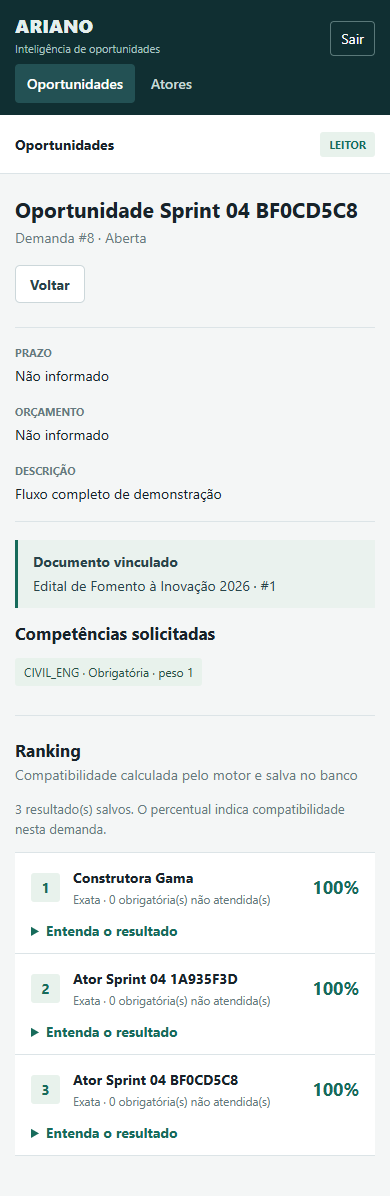 ARIANO
Inteligência de oportunidades
Sair
Oportunidades
Atores
Oportunidades
LEITOR
Oportunidade Sprint 04 BF0CD5C8
Demanda #8 · Aberta
Voltar
PRAZO
Não informado
ORÇAMENTO
Não informado
DESCRIÇÃO
Fluxo completo de demonstração
Documento vinculado
Edital de Fomento à Inovação 2026 · #1
Competências solicitadas
CIVIL_ENG · Obrigatória · peso 1
Ranking
Compatibilidade calculada pelo motor e salva no banco
3 resultado(s) salvos. O percentual indica compatibilidade
nesta demanda.
1
Construtora Gama
Exata · 0 obrigatória(s) não atendida(s)
100%
Entenda o resultado
2
Ator Sprint 04 1A935F3D
Exata · 0 obrigatória(s) não atendida(s)
100%
Entenda o resultado
3
Ator Sprint 04 BF0CD5C8
Exata · 0 obrigatória(s) não atendida(s)
100%
Entenda o resultado